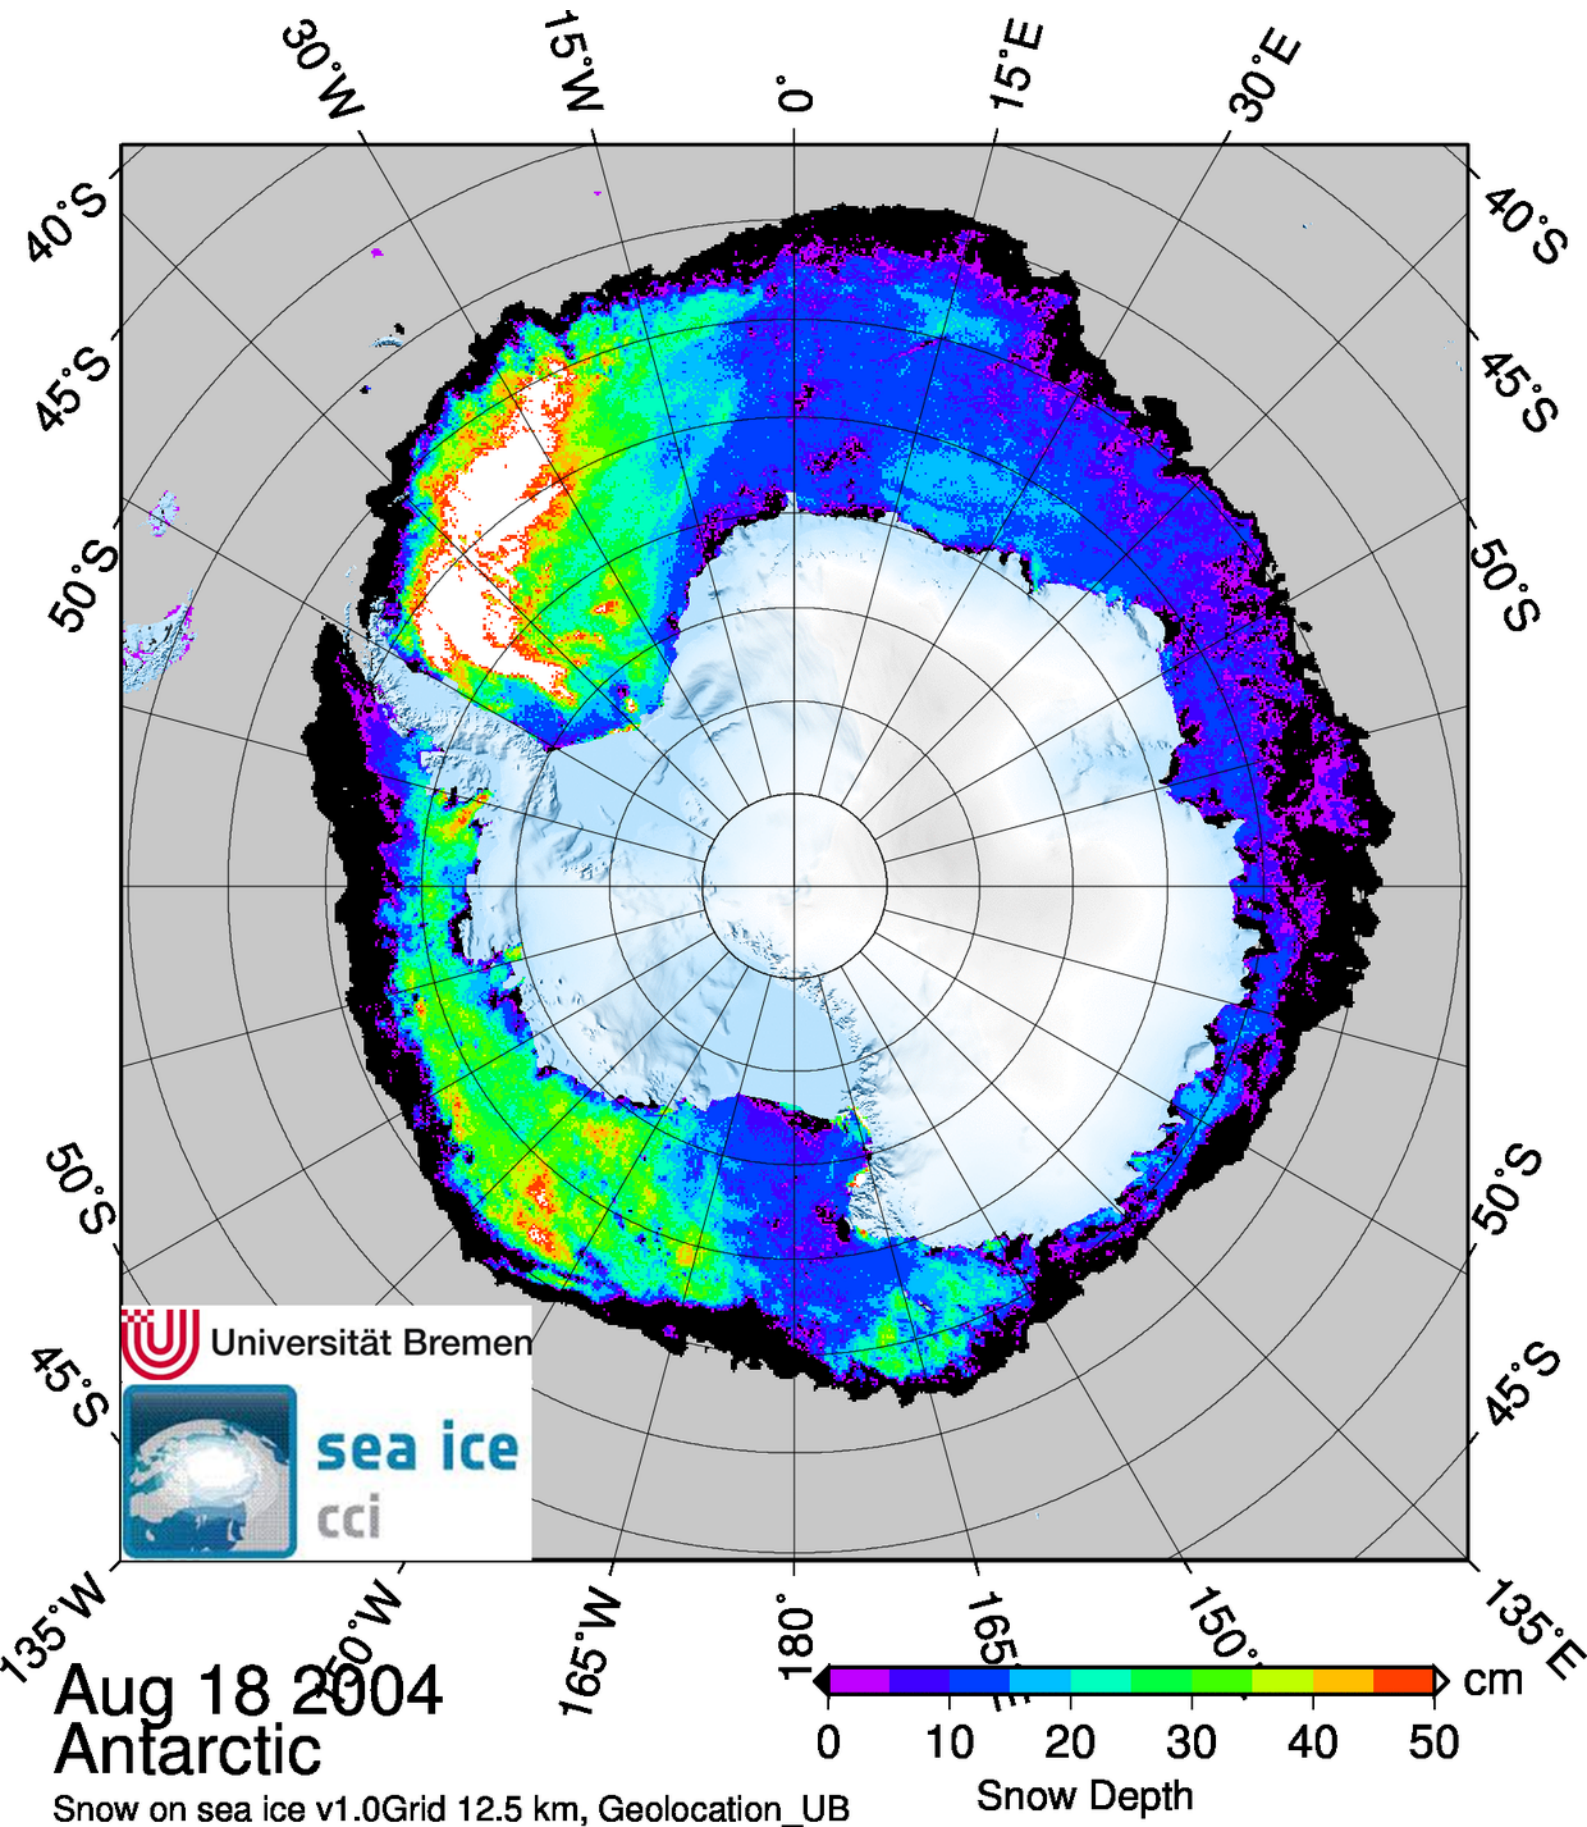 30°W
15°W
0°
15°E
30°E
40°S
40°S
45°S
45°S
50°S
50°S
50°S
50°S
45°S
45°S
Universität Bremen
sea ice
cci
135°W
165°W
180°
135°E
Aug 18 2004
Antarctic
cm
0 10 20 30 40 50
Snow Depth
Snow on sea ice v1.0Grid 12.5 km, Geolocation_UB